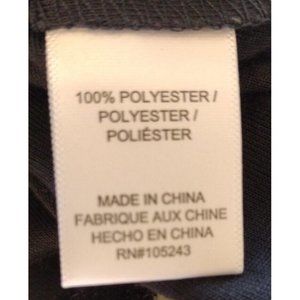 100% POLYESTER /
POLYESTER /
POLIÉSTER
MADE IN CHINA
FABRIQUE AUX CHINE
HECHO EN CHINA
RN#105243